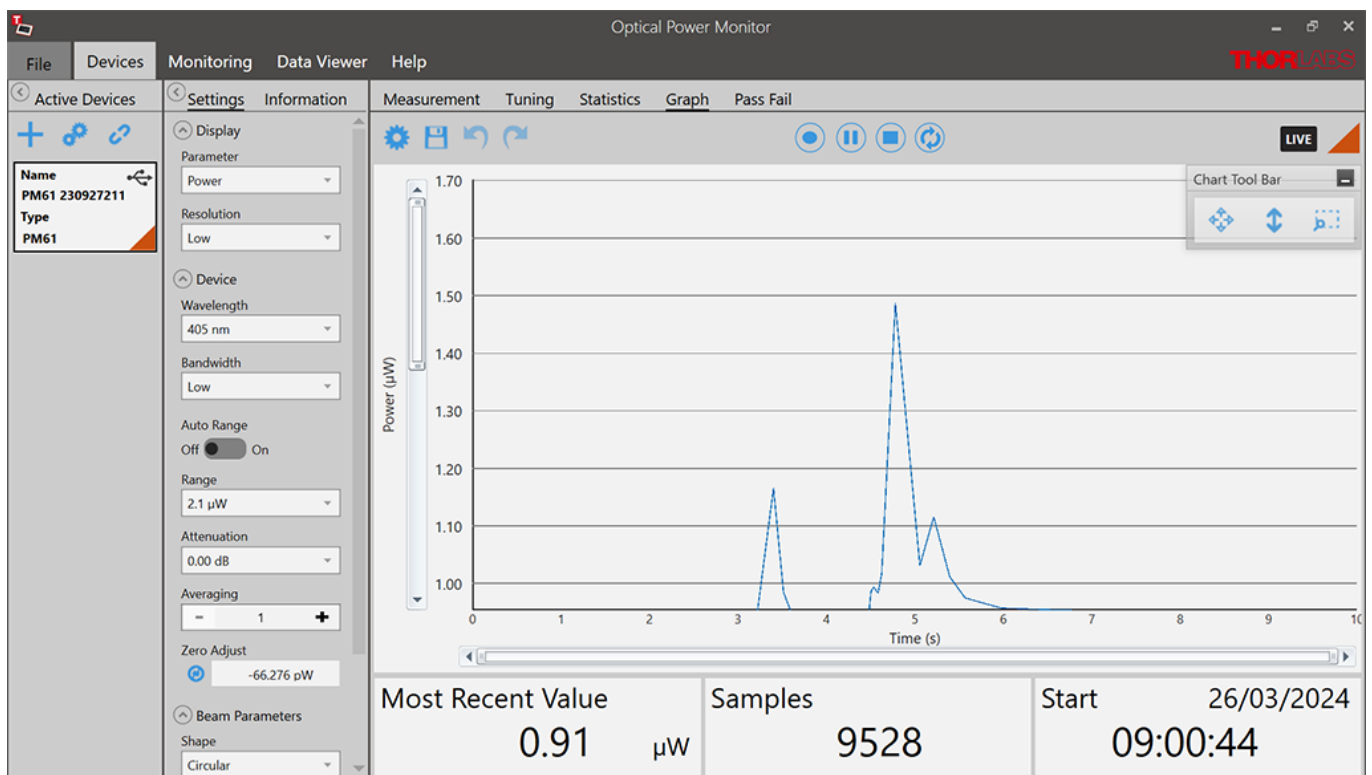 Optical Power Monitor
File Devices Monitoring Data Viewer Help
THORLABS
Active Devices
Name
PM61 230927211
Type
PM61
Settings Information
Display
Parameter
Power
Resolution
Low
Device
Wavelength
405 nm
Bandwidth
Low
Auto Range
Off On
Range
2.1 µW
Attenuation
0.00 dB
Averaging
- 1 +
Zero Adjust
-66.276 pW
Beam Parameters
Shape
Circular
Measurement Tuning Statistics Graph Pass Fail
LIVE
Chart Tool Bar
Power (µW)
1.70
1.60
1.50
1.40
1.30
1.20
1.10
1.00
0 1 2 3 4 5 6 7 8 9 10
Time (s)
Most Recent Value
0.91 µW
Samples
9528
Start 26/03/2024
09:00:44